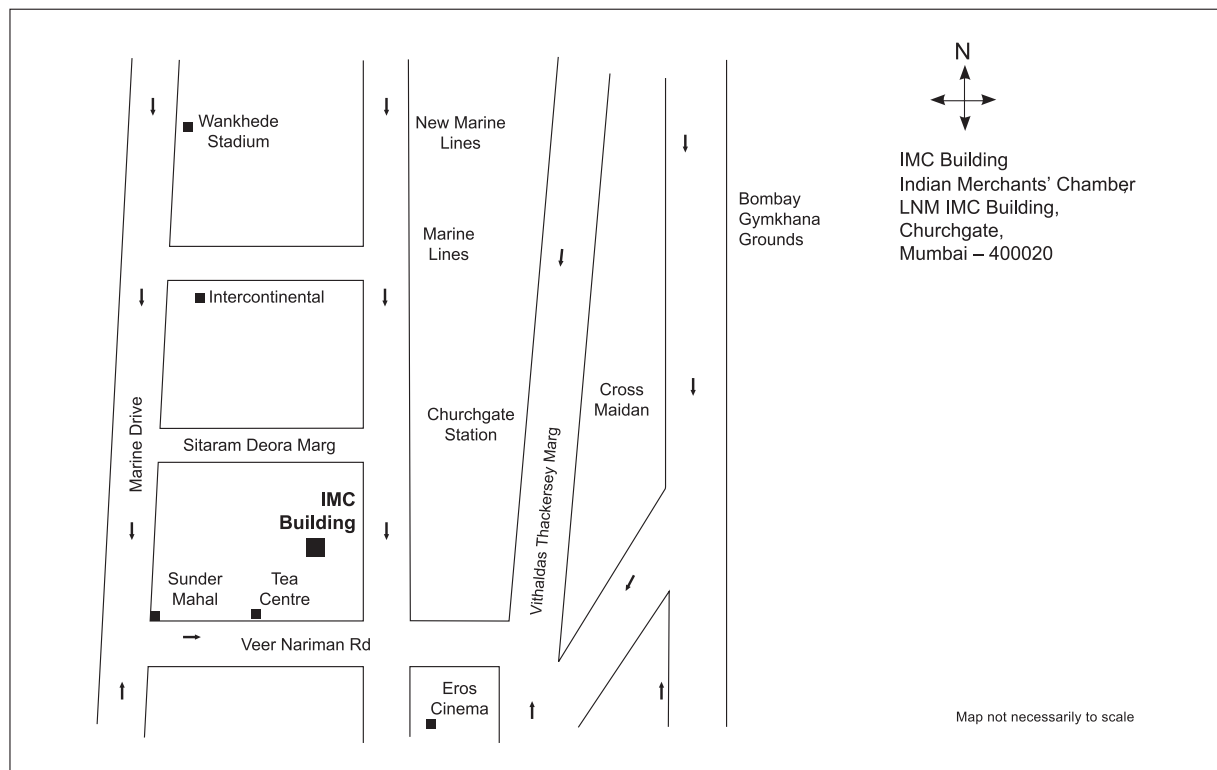 N
Wankhede
Stadium
New Marine
Lines
IMC Building
Indian Merchants' Chamber,
LNM IMC Building,
Churchgate,
Mumbai – 400020
Bombay
Gymkhana
Grounds
Marine
Lines
Intercontinental
Cross
Maidan
Churchgate
Station
Marine Drive
Sitaram Deora Marg
Vithaldas Thackersey Marg
IMC
Building
Sunder
Mahal
Tea
Centre
Veer Nariman Rd
Eros
Cinema
Map not necessarily to scale